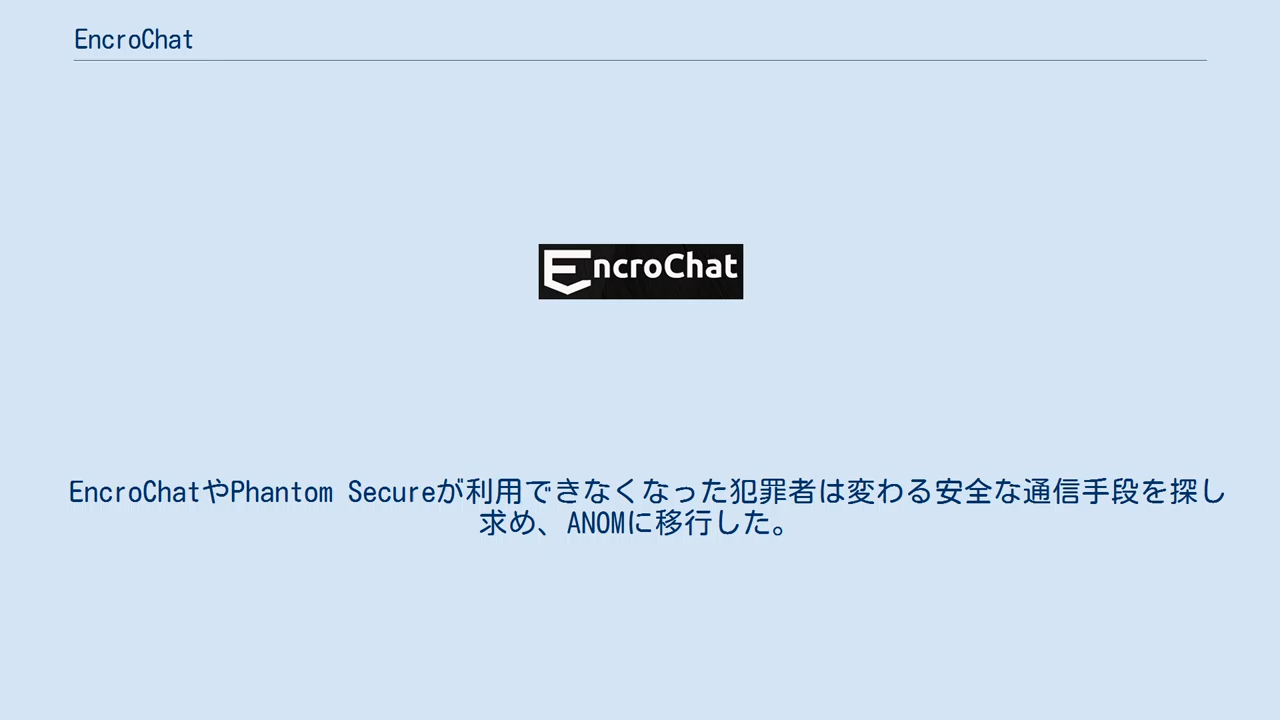 EncroChat
EncroChat
EncroChatやPhantom Secureが利用できなくなった犯罪者は変わる安全な通信手段を探し
求め、ANOMに移行した。